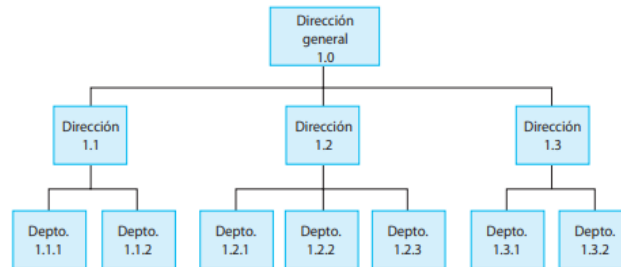 Dirección
general
1.0
Dirección
1.1
Dirección
1.2
Dirección
1.3
Depto.
1.1.1
Depto.
1.1.2
Depto.
1.2.1
Depto.
1.2.2
Depto.
1.2.3
Depto.
1.3.1
Depto.
1.3.2